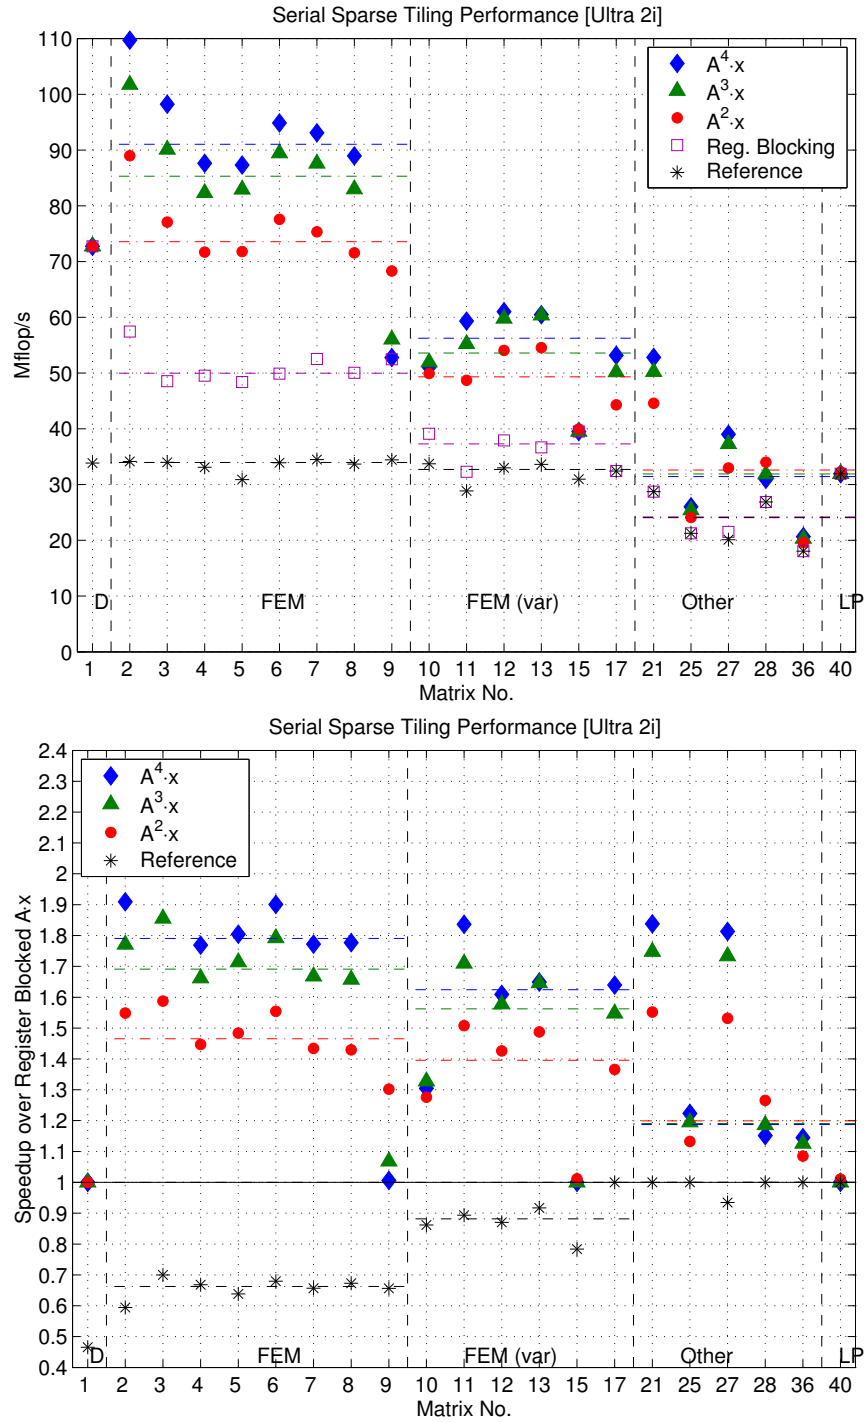 Serial Sparse Tiling Performance [Ultra 2i]
110
100
90
80
70
60
50
40
30
20
10
0
Mflop/s
A⁴·x
A³·x
A²·x
Reg. Blocking
Reference
D FEM FEM (var) Other LP
1 2 3 4 5 6 7 8 9 10 11 12 13 15 17 21 25 27 28 36 40
Matrix No.
Serial Sparse Tiling Performance [Ultra 2i]
2.4
2.3
2.2
2.1
2
1.9
1.8
1.7
1.6
1.5
1.4
1.3
1.2
1.1
1
0.9
0.8
0.7
0.6
0.5
0.4
Speedup over Register Blocked A·x
A⁴·x
A³·x
A²·x
Reference
D FEM FEM (var) Other LP
1 2 3 4 5 6 7 8 9 10 11 12 13 15 17 21 25 27 28 36 40
Matrix No.